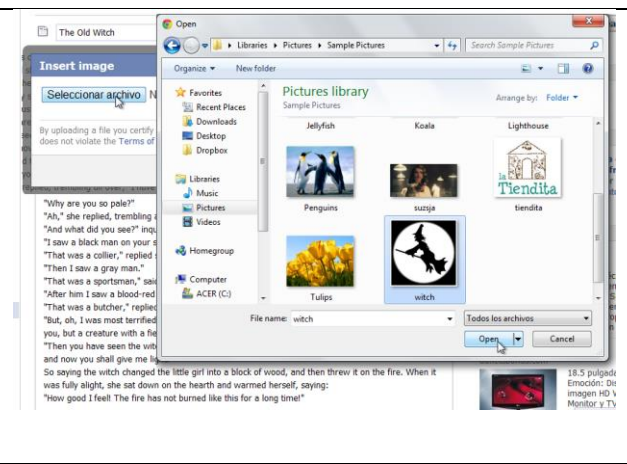 The Old Witch
Insert image
Seleccionar archivo N
By uploading a file you certify
does not violate the Terms of
Open
Libraries Pictures Sample Pictures
Search Sample Pictures
Organize New folder
Favorites
Recent Places
Downloads
Desktop
Dropbox
Libraries
Music
Pictures
Videos
Homegroup
Computer
ACER (C:)
Pictures library
Sample Pictures
Arrange by: Folder
Jellyfish Koala Lighthouse
la
Tiendita
Penguins suzsja tiendita
Tulips witch
File name: witch
Todos los archivos
Open Cancel
"Why are you so pale?"
"Ah," she replied, trembling
"And what did you see?" inqu
"I saw a black man on your s
"That was a collier," replied
"Then I saw a gray man."
"That was a sportsman," said
"After him I saw a blood-red
"That was a butcher," replied
"But, oh, I was most terrified
you, but a creature with a fie
"Then you have seen the wit
and now you shall give me lig
So saying the witch changed the little girl into a block of wood, and then threw it on the fire. When it
was fully alight, she sat down on the hearth and warmed herself, saying:
"How good I feel! The fire has not burned like this for a long time!"
18.5 pulgada
Emoción: Dis
imagen HD V
Monitor y TV